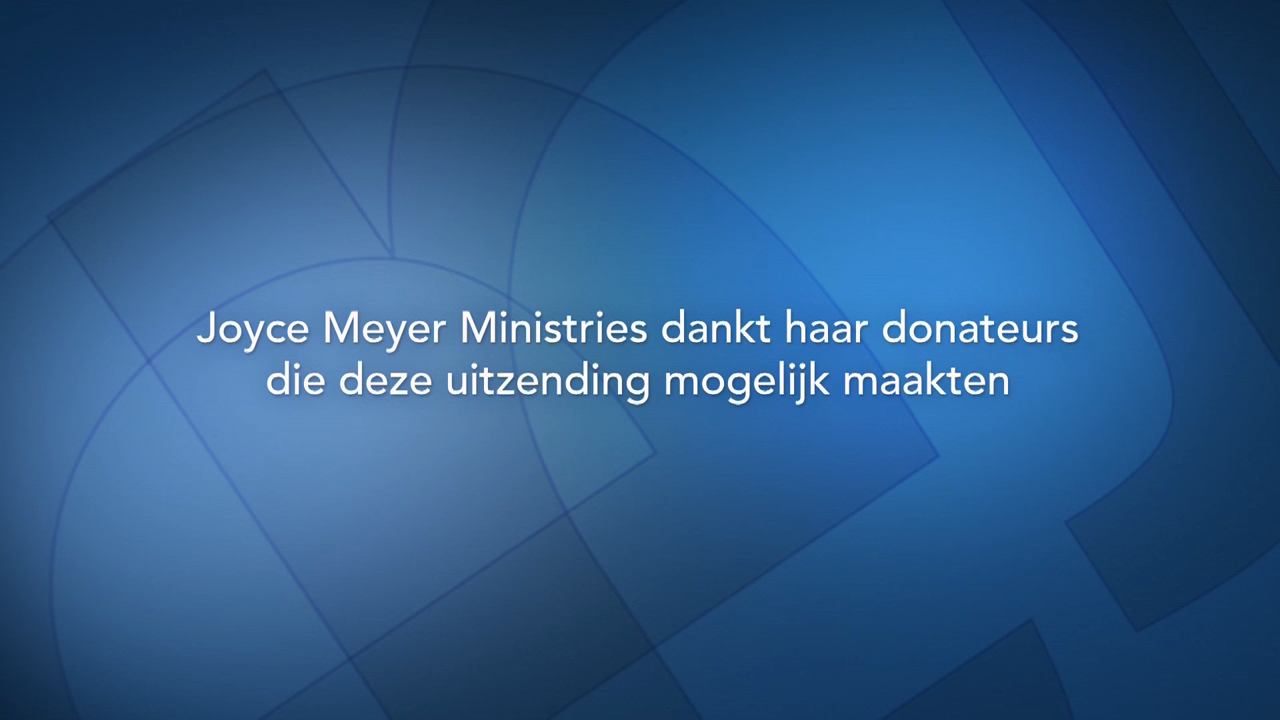 Joyce Meyer Ministries dankt haar donateurs
die deze uitzending mogelijk maakten